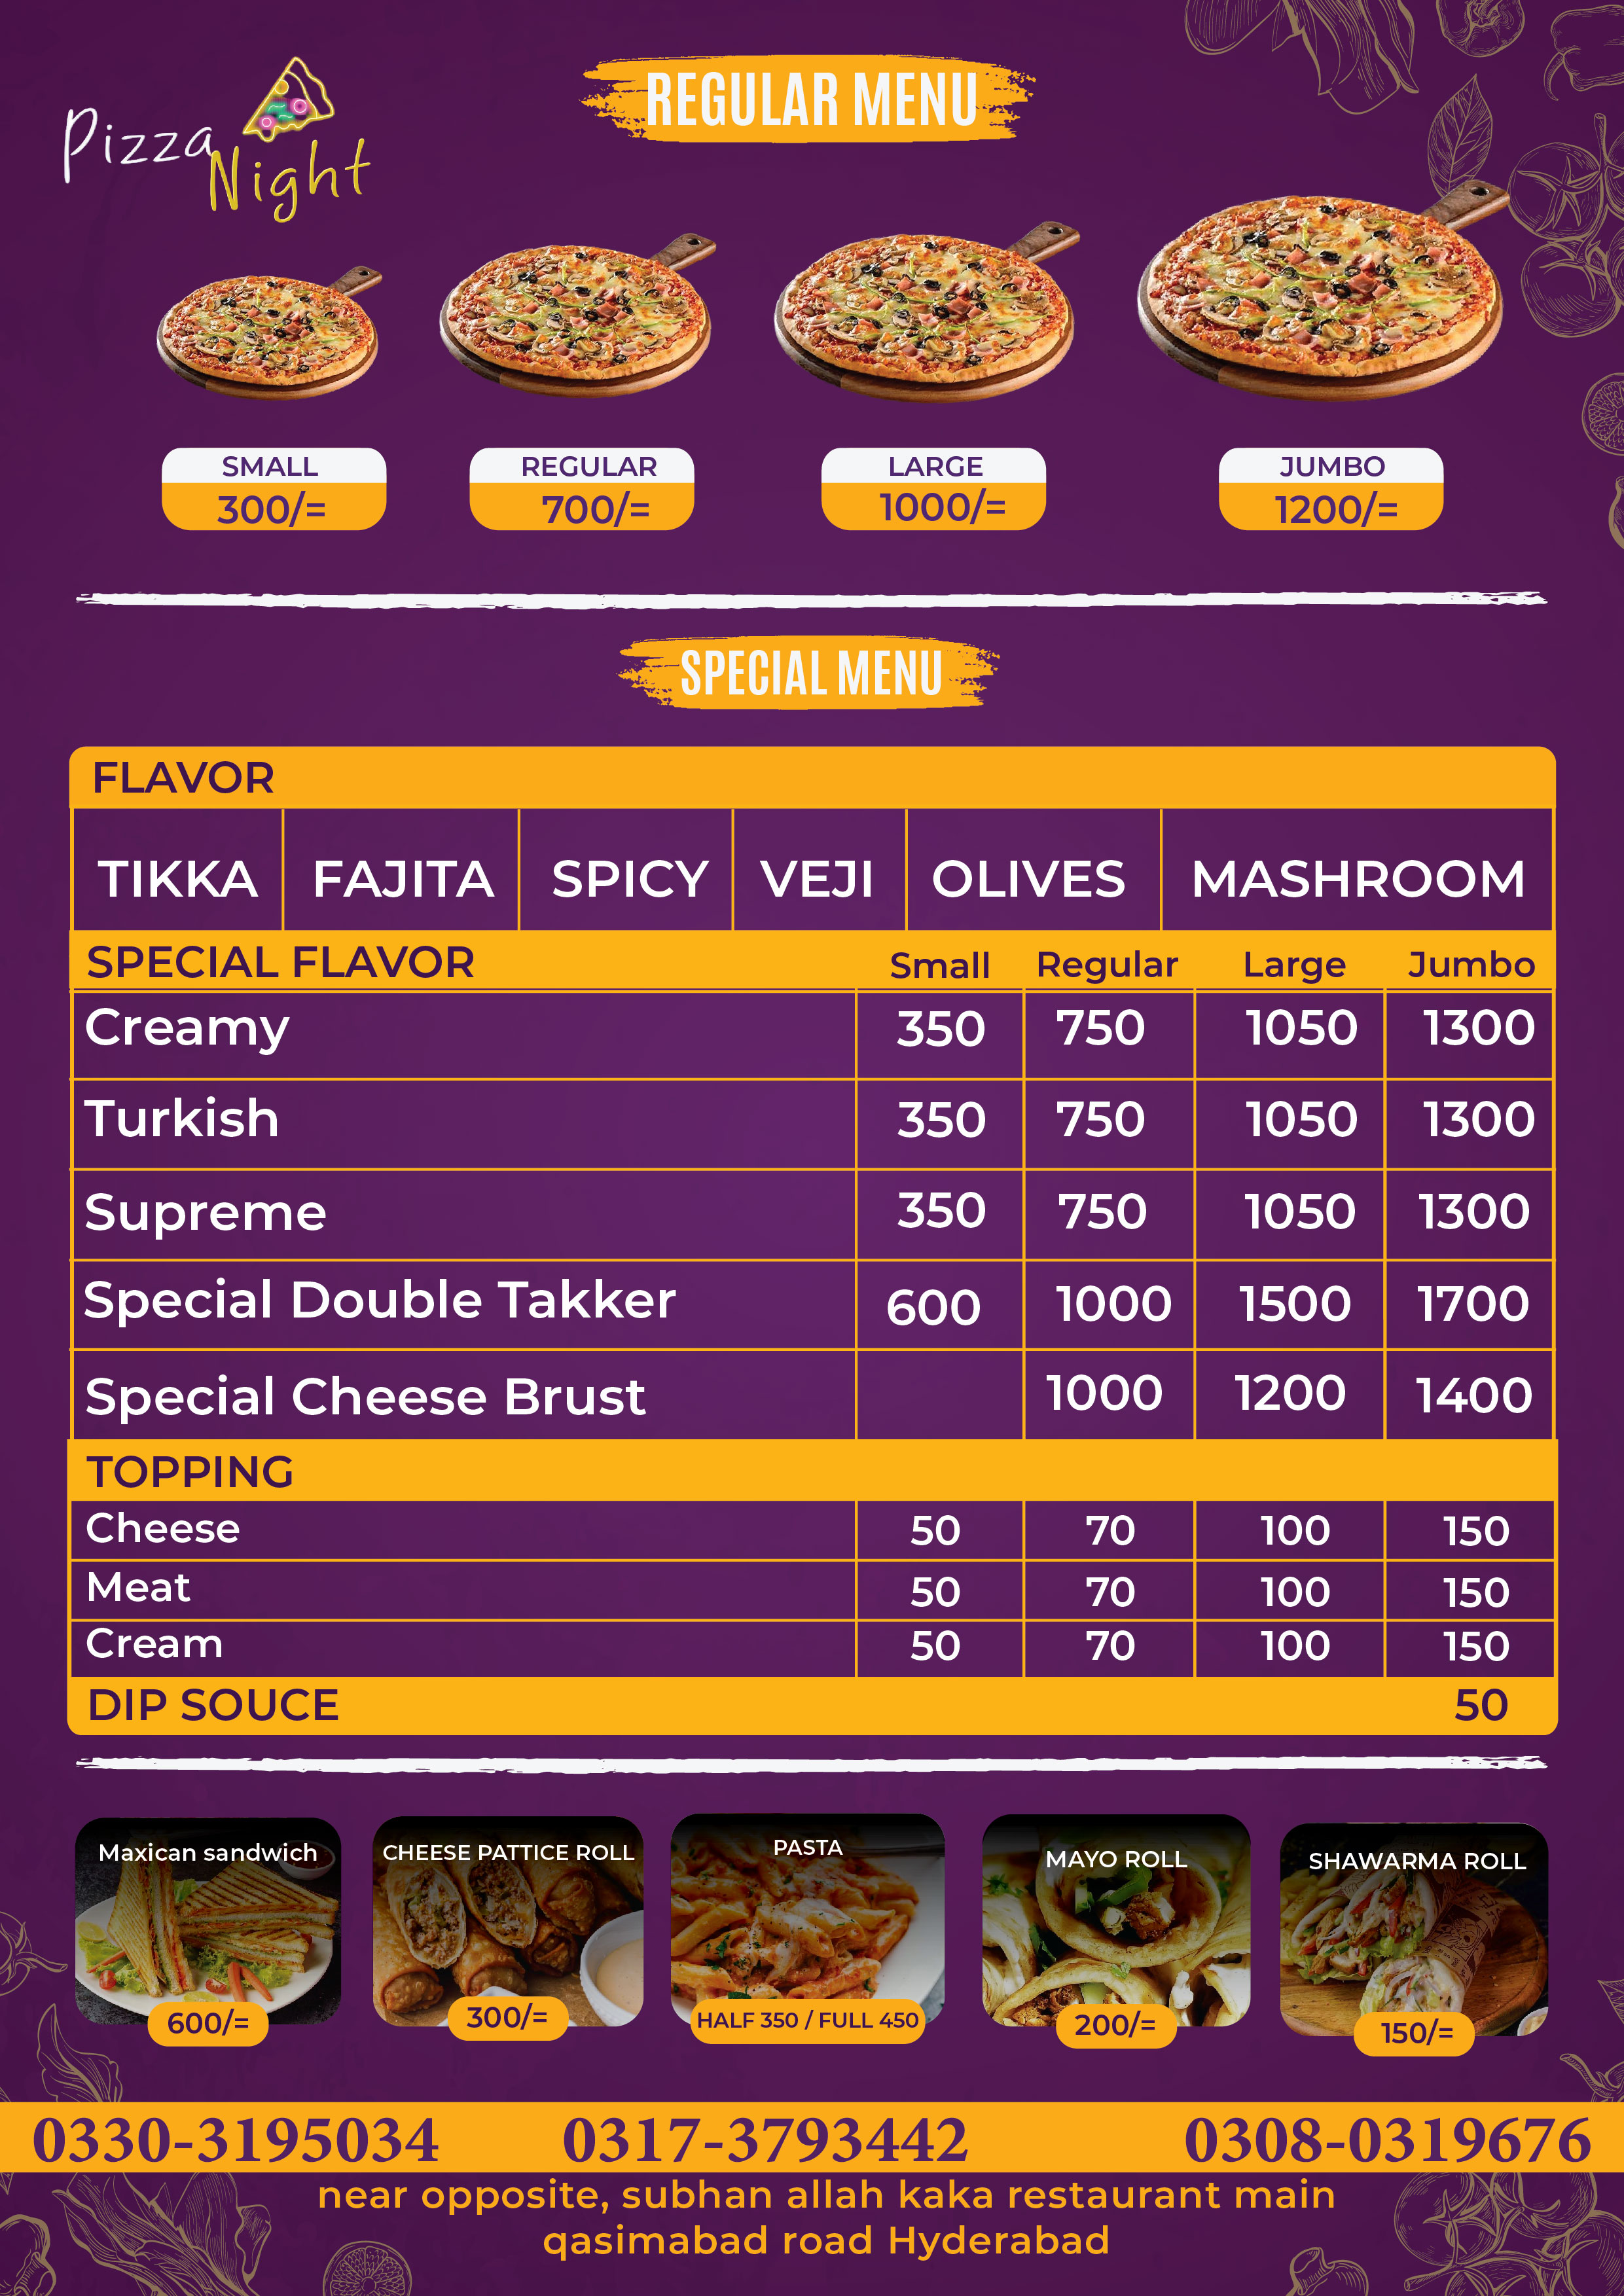 Pizza
Night
REGULAR MENU
SMALL
300/=
REGULAR
700/=
LARGE
1000/=
JUMBO
1200/=
SPECIAL MENU
FLAVOR
TIKKA FAJITA SPICY VEJI OLIVES MASHROOM
SPECIAL FLAVOR Small Regular Large Jumbo
Creamy 350 750 1050 1300
Turkish 350 750 1050 1300
Supreme 350 750 1050 1300
Special Double Takker 600 1000 1500 1700
Special Cheese Brust 1000 1200 1400
TOPPING
Cheese 50 70 100 150
Meat 50 70 100 150
Cream 50 70 100 150
DIP SOUCE 50
Maxican sandwich
600/=
CHEESE PATTICE ROLL
300/=
PASTA
HALF 350 / FULL 450
MAYO ROLL
200/=
SHAWARMA ROLL
150/=
0330-3195034 0317-3793442 0308-0319676
near opposite, subhan allah kaka restaurant main
qasimabad road Hyderabad